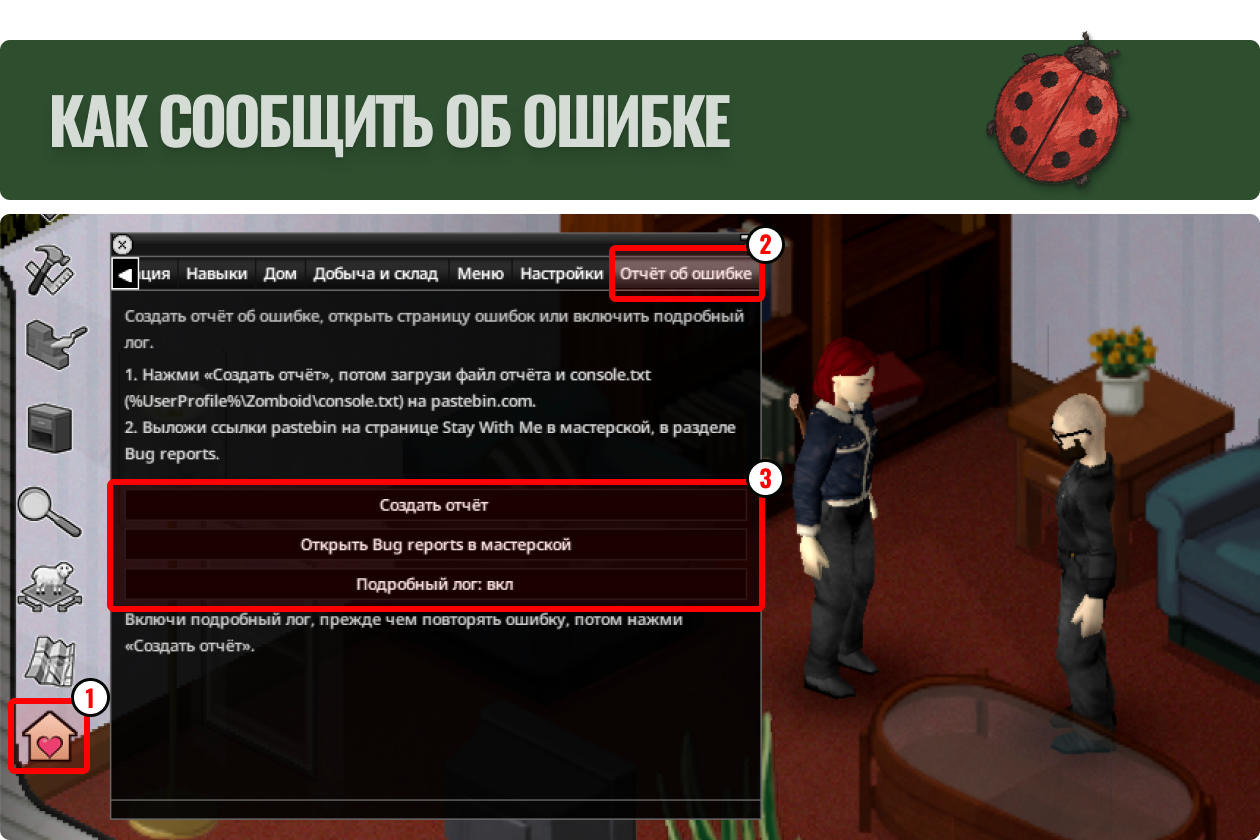 КАК СООБЩИТЬ ОБ ОШИБКЕ
2
ция Навыки Дом Добыча и склад Меню Настройки Отчёт об ошибке
Создать отчёт об ошибке, открыть страницу ошибок или включить подробный
лог.
1. Нажми «Создать отчёт», потом загрузи файл отчёта и console.txt
(%UserProfile%\Zomboid\console.txt) на pastebin.com.
2. Выложи ссылки pastebin на странице Stay With Me в мастерской, в разделе
Bug reports.
3
Создать отчёт
Открыть Bug reports в мастерской
Подробный лог: вкл
Включи подробный лог, прежде чем повторять ошибку, потом нажми
«Создать отчёт».
1